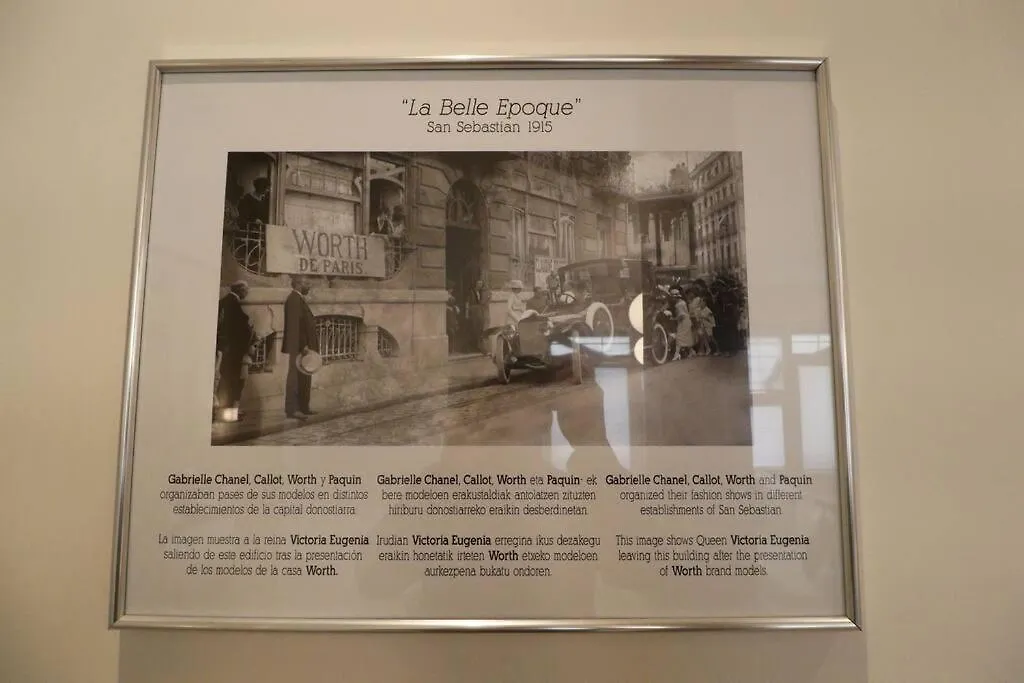 "La Belle Epoque"
San Sebastian 1915
WORTH
DE PARIS.
Gabrielle Chanel, Callot, Worth y Paquin
organizaban pases de sus modelos en distintos
establecimientos de la capital donostiarra.
La imagen muestra a la reina Victoria Eugenia
saliendo de este edificio tras la presentación
de los modelos de la casa Worth.
Gabrielle Chanel, Callot, Worth eta Paquin- ek
bere modeloen erakustaldiak antolatzen zituzten
hiriburu donostiarreko eraikin desberdinetan.
Irudian Victoria Eugenia erregina ikus dezakegu
eraikin honetatik irteten Worth etxeko modeloen
aurkezpena bukatu ondoren.
Gabrielle Chanel, Callot, Worth and Paquin
organized their fashion shows in different
establishments of San Sebastian.
This image shows Queen Victoria Eugenia
leaving this building after the presentation
of Worth brand models.